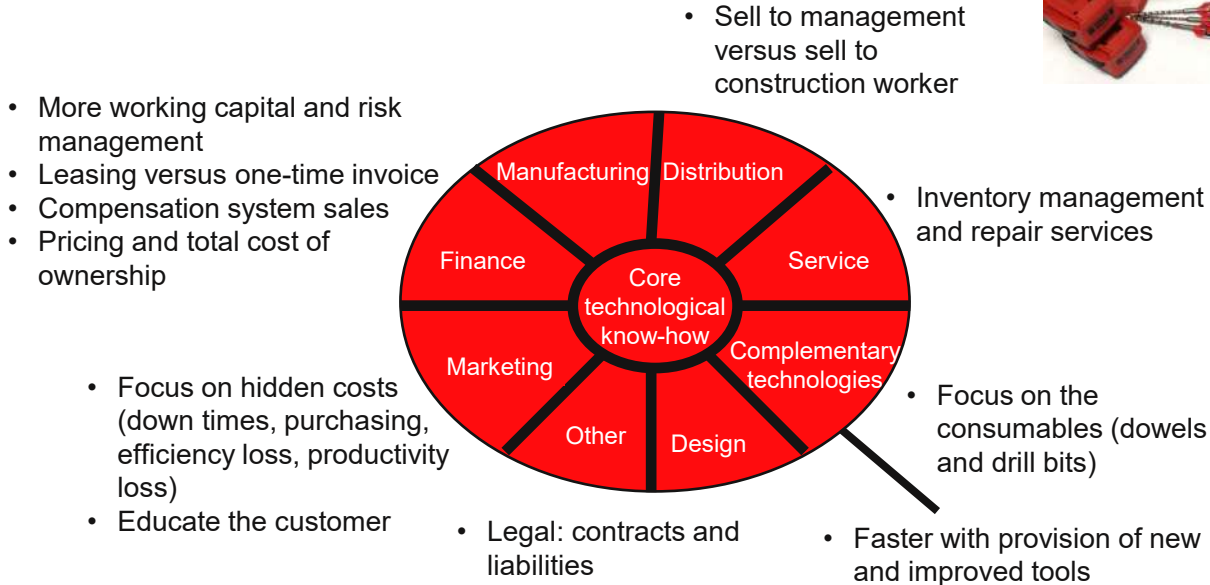 • Sell to management
versus sell to
construction worker
• More working capital and risk
management
• Leasing versus one-time invoice
• Compensation system sales
• Pricing and total cost of
ownership
Manufacturing
Distribution
• Inventory management
and repair services
Finance
Service
Core
technological
know-how
Marketing
Complementary
technologies
• Focus on hidden costs
(down times, purchasing,
efficiency loss, productivity
loss)
• Educate the customer
Other
Design
• Focus on the
consumables (dowels
and drill bits)
• Legal: contracts and
liabilities
• Faster with provision of new
and improved tools